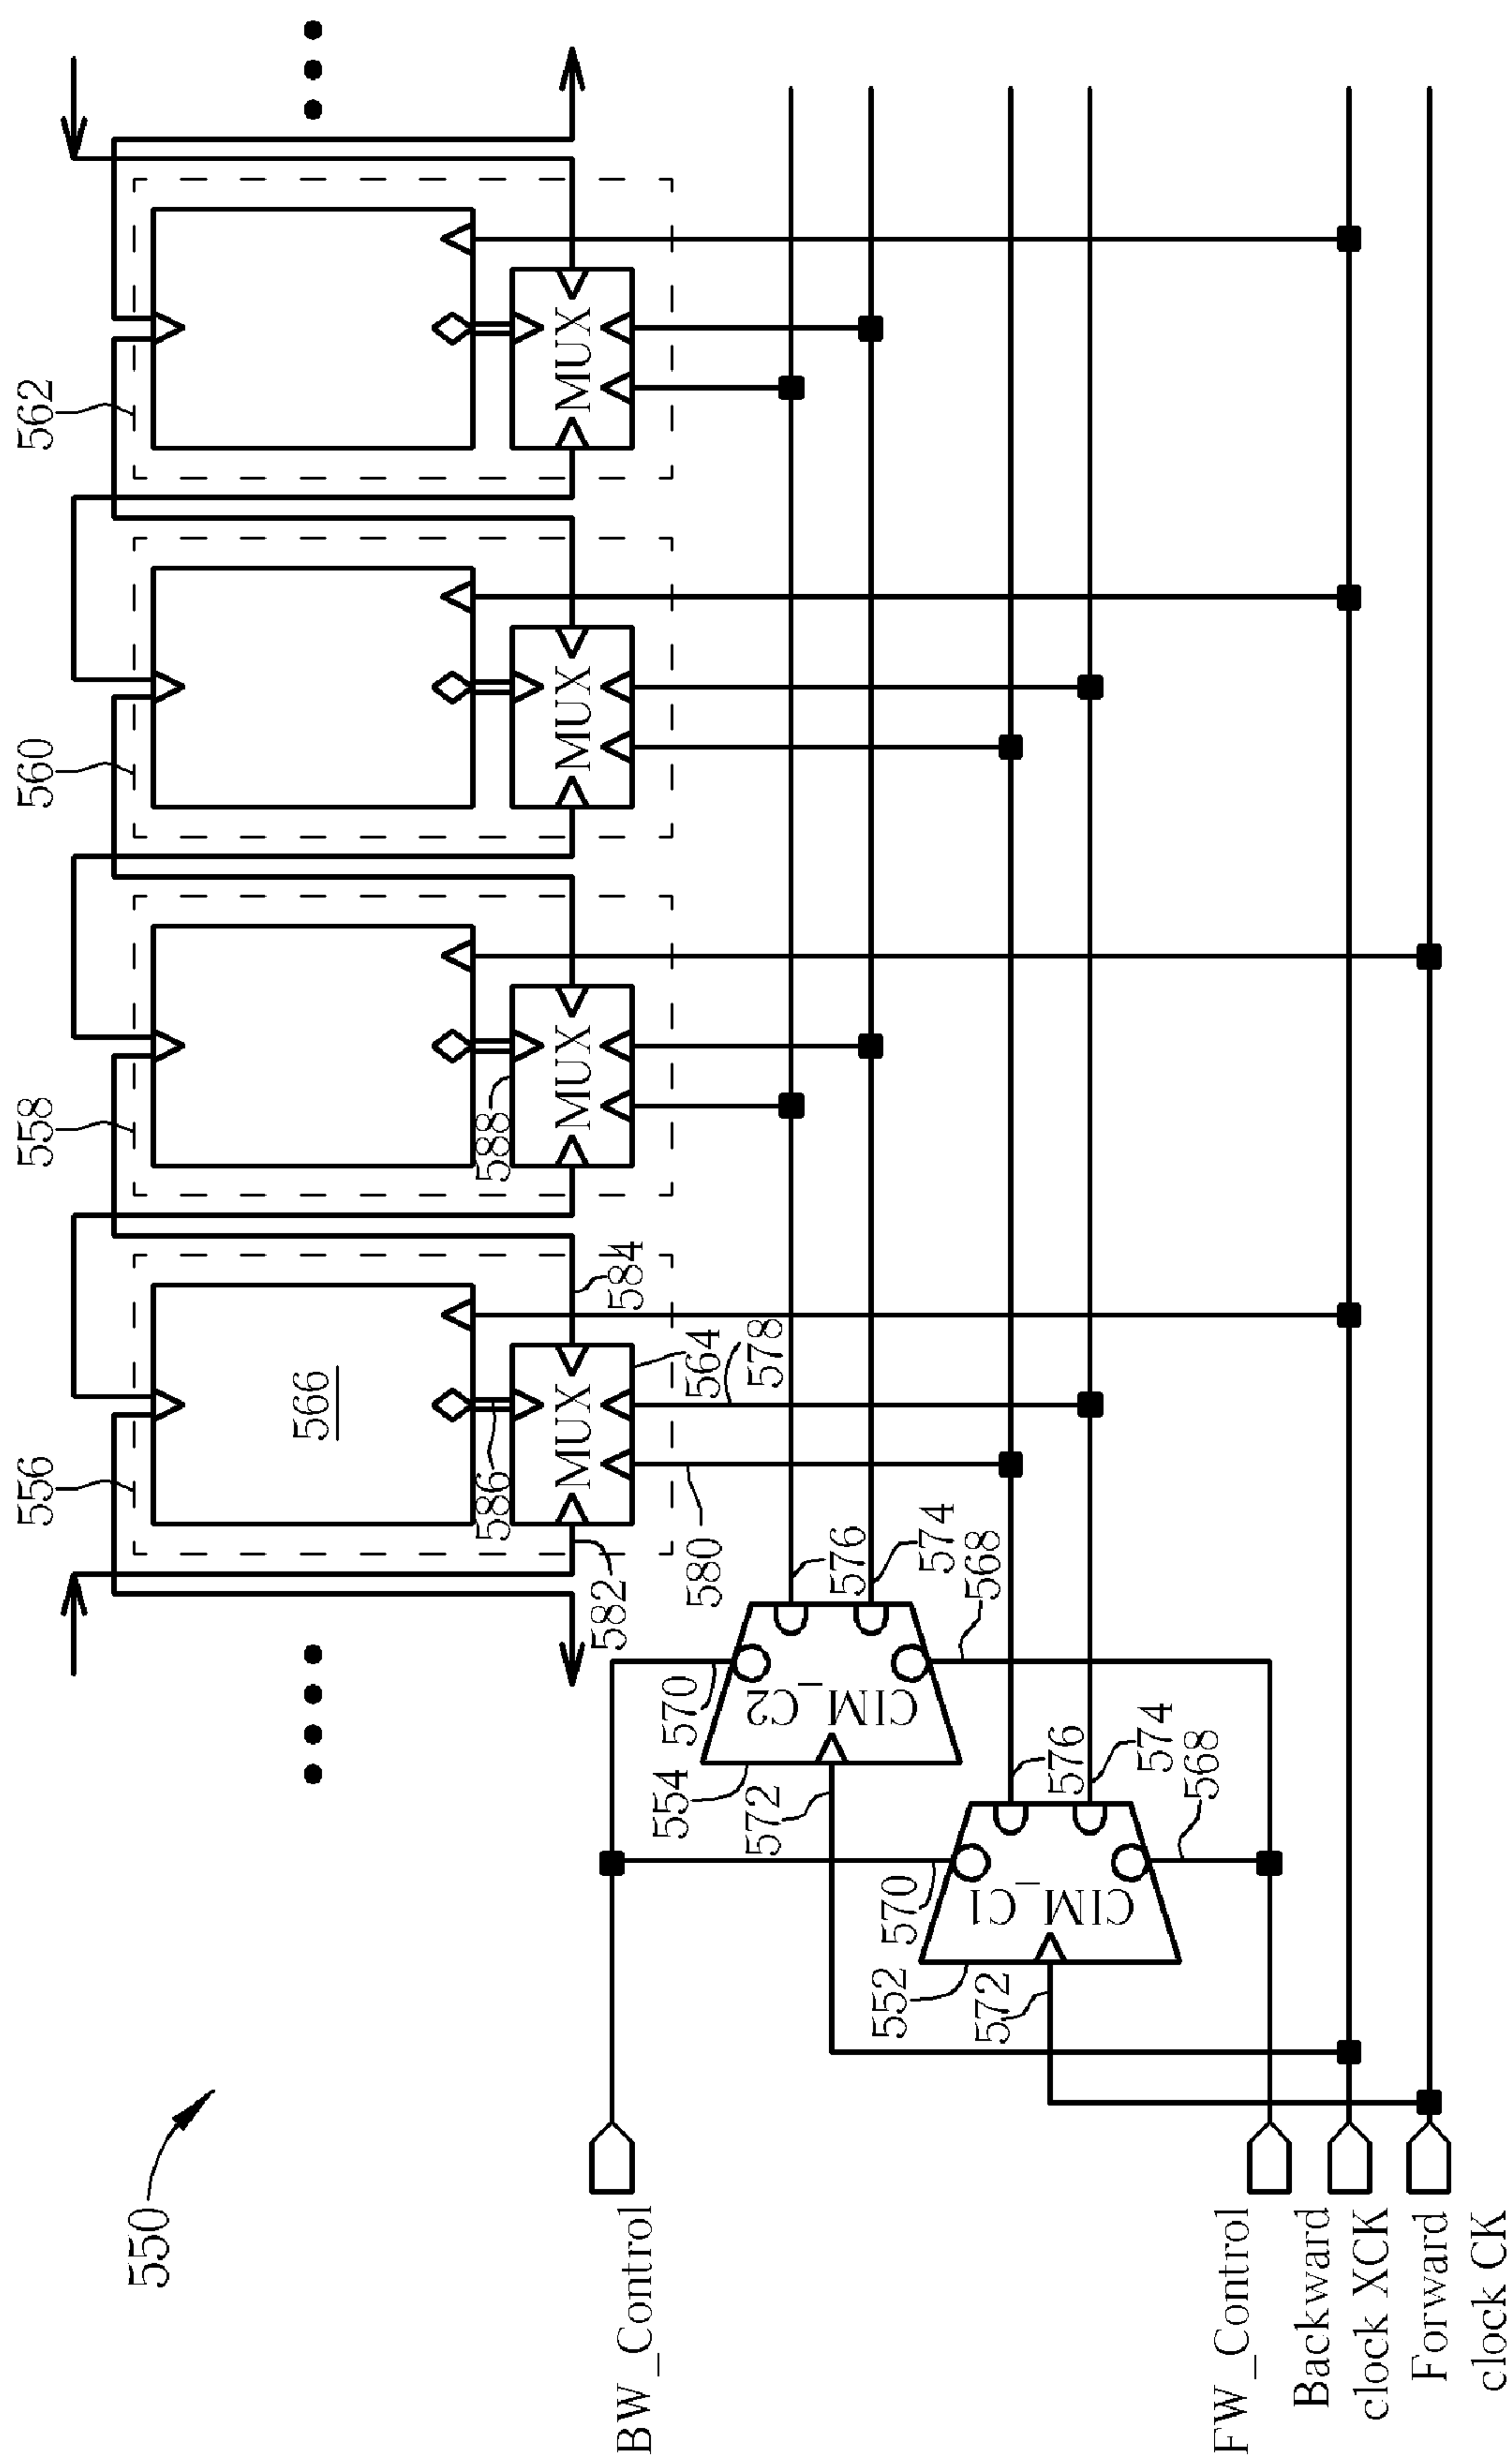 550
556
558
560
562
566
586
588
MUX
MUX
MUX
MUX
582
584
564
580
578
BW_Control
570
554
CIM_C2
576
574
572
568
570
552
CIM_C1
576
574
572
568
FW_Control
Backward
clock XCK
Forward
clock CK